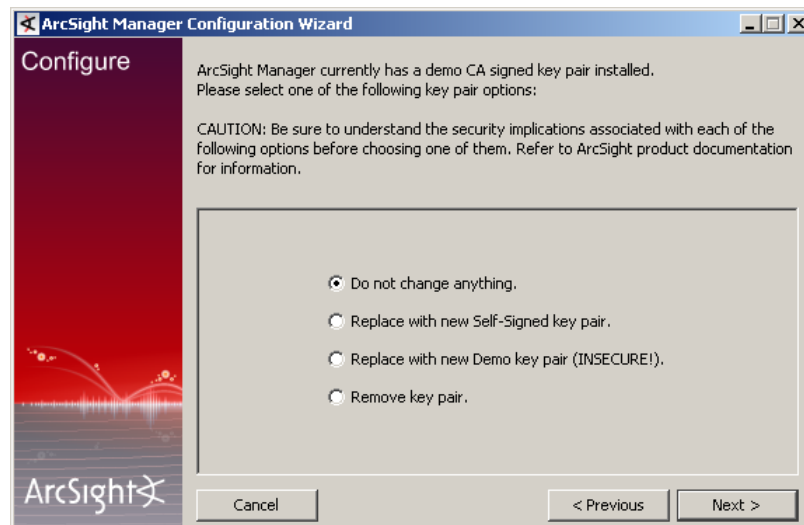 ArcSight Manager Configuration Wizard
Configure
ArcSight Manager currently has a demo CA signed key pair installed.
Please select one of the following key pair options:
CAUTION: Be sure to understand the security implications associated with each of the
following options before choosing one of them. Refer to ArcSight product documentation
for information.
Do not change anything.
Replace with new Self-Signed key pair.
Replace with new Demo key pair (INSECURE!).
Remove key pair.
ArcSight
Cancel
< Previous
Next >